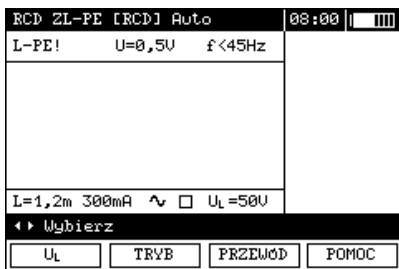 RCD ZL-PE [RCD] Auto 08:00
L-PE! U=0,5V f<45Hz
L=1,2m 300mA ∿ □ UL=50V
Wybierz
UL TRYB PRZEWóD POMOC